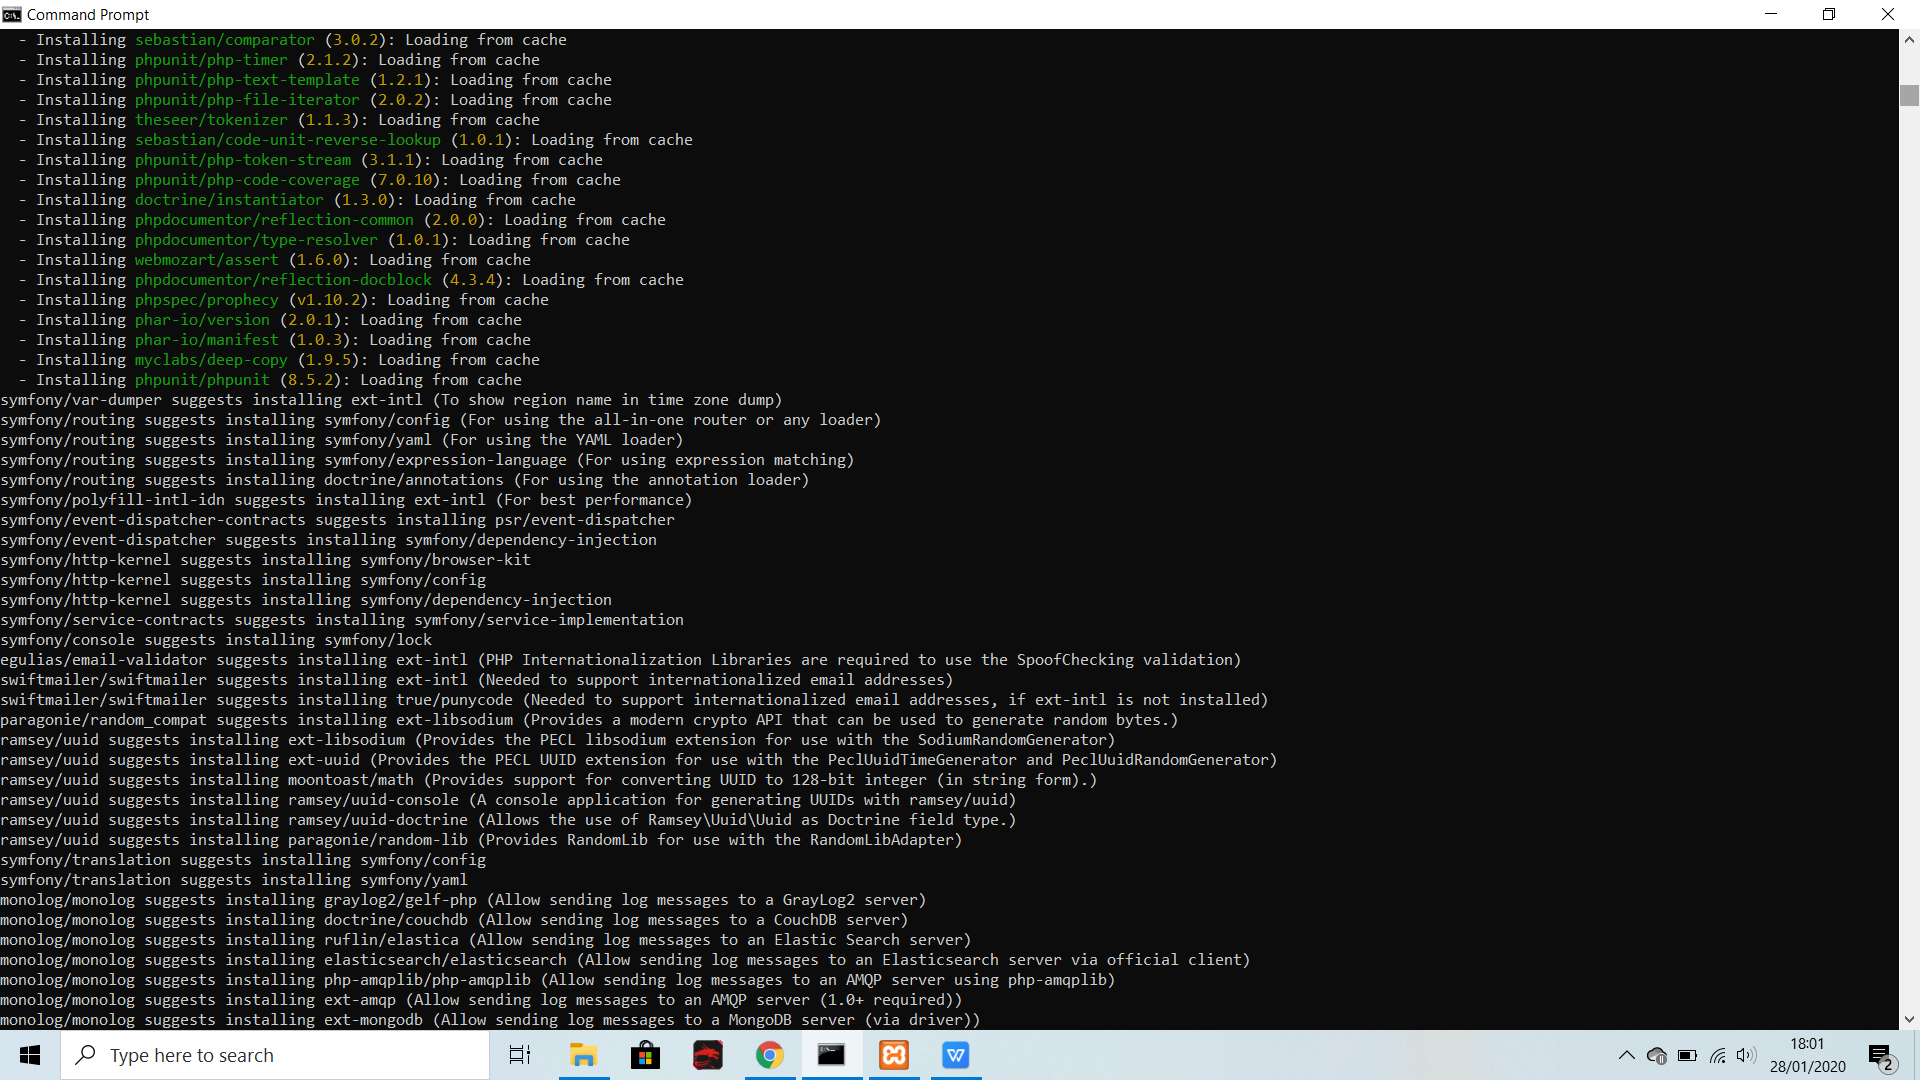 Command Prompt
- Installing sebastian/comparator (3.0.2): Loading from cache
- Installing phpunit/php-timer (2.1.2): Loading from cache
- Installing phpunit/php-text-template (1.2.1): Loading from cache
- Installing phpunit/php-file-iterator (2.0.2): Loading from cache
- Installing theseer/tokenizer (1.1.3): Loading from cache
- Installing sebastian/code-unit-reverse-lookup (1.0.1): Loading from cache
- Installing phpunit/php-token-stream (3.1.1): Loading from cache
- Installing phpunit/php-code-coverage (7.0.10): Loading from cache
- Installing doctrine/instantiator (1.3.0): Loading from cache
- Installing phpdocumentor/reflection-common (2.0.0): Loading from cache
- Installing phpdocumentor/type-resolver (1.0.1): Loading from cache
- Installing webmozart/assert (1.6.0): Loading from cache
- Installing phpdocumentor/reflection-docblock (4.3.4): Loading from cache
- Installing phpspec/prophecy (v1.10.2): Loading from cache
- Installing phar-io/version (2.0.1): Loading from cache
- Installing phar-io/manifest (1.0.3): Loading from cache
- Installing myclabs/deep-copy (1.9.5): Loading from cache
- Installing phpunit/phpunit (8.5.2): Loading from cache
symfony/var-dumper suggests installing ext-intl (To show region name in time zone dump)
symfony/routing suggests installing symfony/config (For using the all-in-one router or any loader)
symfony/routing suggests installing symfony/yaml (For using the YAML loader)
symfony/routing suggests installing symfony/expression-language (For using expression matching)
symfony/routing suggests installing doctrine/annotations (For using the annotation loader)
symfony/polyfill-intl-idn suggests installing ext-intl (For best performance)
symfony/event-dispatcher-contracts suggests installing psr/event-dispatcher
symfony/event-dispatcher suggests installing symfony/dependency-injection
symfony/http-kernel suggests installing symfony/browser-kit
symfony/http-kernel suggests installing symfony/config
symfony/http-kernel suggests installing symfony/dependency-injection
symfony/service-contracts suggests installing symfony/service-implementation
symfony/console suggests installing symfony/lock
egulias/email-validator suggests installing ext-intl (PHP Internationalization Libraries are required to use the SpoofChecking validation)
swiftmailer/swiftmailer suggests installing ext-intl (Needed to support internationalized email addresses)
swiftmailer/swiftmailer suggests installing true/punycode (Needed to support internationalized email addresses, if ext-intl is not installed)
paragonie/random_compat suggests installing ext-libsodium (Provides a modern crypto API that can be used to generate random bytes.)
ramsey/uuid suggests installing ext-libsodium (Provides the PECL libsodium extension for use with the SodiumRandomGenerator)
ramsey/uuid suggests installing ext-uuid (Provides the PECL UUID extension for use with the PeclUuidTimeGenerator and PeclUuidRandomGenerator)
ramsey/uuid suggests installing moontoast/math (Provides support for converting UUID to 128-bit integer (in string form).)
ramsey/uuid suggests installing ramsey/uuid-console (A console application for generating UUIDs with ramsey/uuid)
ramsey/uuid suggests installing ramsey/uuid-doctrine (Allows the use of Ramsey\Uuid\Uuid as Doctrine field type.)
ramsey/uuid suggests installing paragonie/random-lib (Provides RandomLib for use with the RandomLibAdapter)
symfony/translation suggests installing symfony/config
symfony/translation suggests installing symfony/yaml
monolog/monolog suggests installing graylog2/gelf-php (Allow sending log messages to a GrayLog2 server)
monolog/monolog suggests installing doctrine/couchdb (Allow sending log messages to a CouchDB server)
monolog/monolog suggests installing ruflin/elastica (Allow sending log messages to an Elastic Search server)
monolog/monolog suggests installing elasticsearch/elasticsearch (Allow sending log messages to an Elasticsearch server via official client)
monolog/monolog suggests installing php-amqplib/php-amqplib (Allow sending log messages to an AMQP server using php-amqplib)
monolog/monolog suggests installing ext-amqp (Allow sending log messages to an AMQP server (1.0+ required))
monolog/monolog suggests installing ext-mongodb (Allow sending log messages to a MongoDB server (via driver))
Type here to search
18:01
28/01/2020
2